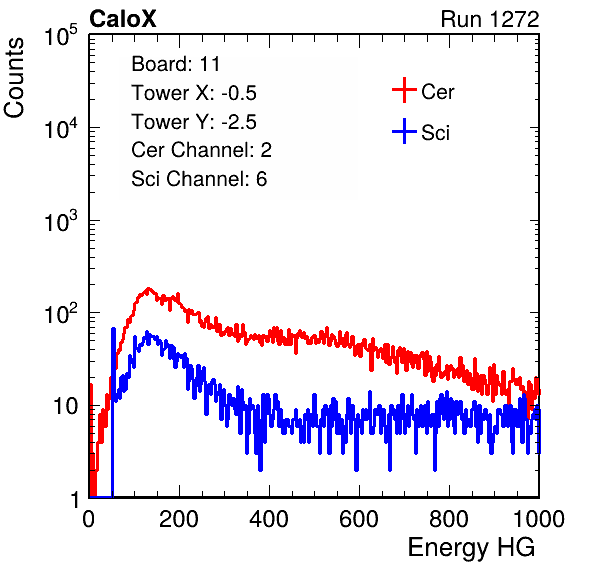 CaloX Run 1272
Counts
Board: 11
Tower X: -0.5
Tower Y: -2.5
Cer Channel: 2
Sci Channel: 6
Cer
Sci
10^5
10^4
10^3
10^2
10
1
0 200 400 600 800 1000
Energy HG